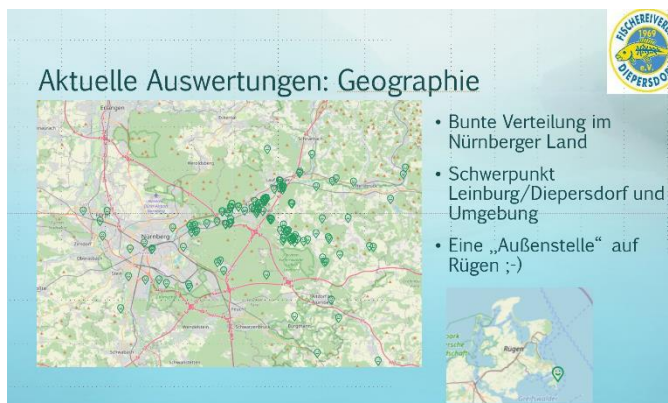 FISCHEREIVEREIN
1969
e.V.
DIEPERSDORF
Aktuelle Auswertungen: Geographie
• Bunte Verteilung im
Nürnberger Land
• Schwerpunkt
Leinburg/Diepersdorf und
Umgebung
• Eine „Außenstelle“ auf
Rügen ;-)
Erlangen
Nürnberg
Schwabach
Rügen